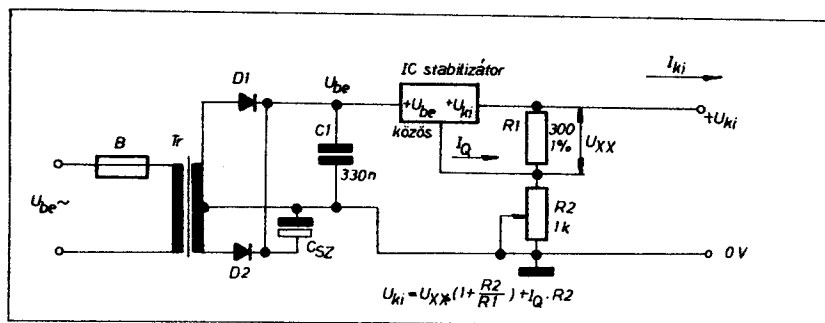 D1
U_be
IC stabilizátor
I_ki
+U_be +U_ki
közös
I_Q
R1
300
1%
U_XX
+U_ki
B
Tr
C1
330n
U_be~
R2
1k
C_SZ
D2
0V
U_ki=U_XX(1+R2/R1)+I_Q·R2